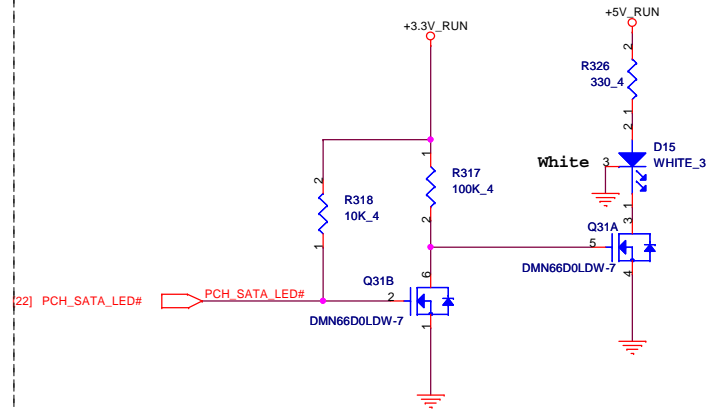 +5V_RUN
+3.3V_RUN
2
R326
330_4
1
2
D15
WHITE_3
White
3
1
1
R317
100K_4
2
2
R318
10K_4
1
3
Q31A
5
DMN66D0LDW-7
4
6
Q31B
2
DMN66D0LDW-7
1
[22] PCH_SATA_LED#
PCH_SATA_LED#